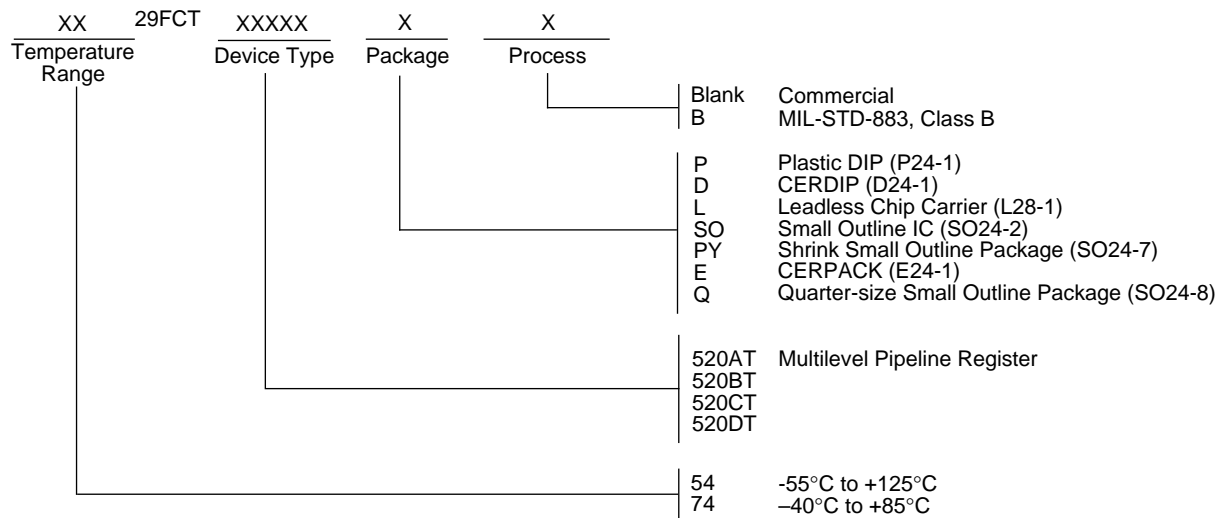 XX 29FCT XXXXX X X
Temperature Range Device Type Package Process
Blank Commercial
B MIL-STD-883, Class B
P Plastic DIP (P24-1)
D CERDIP (D24-1)
L Leadless Chip Carrier (L28-1)
SO Small Outline IC (SO24-2)
PY Shrink Small Outline Package (SO24-7)
E CERPACK (E24-1)
Q Quarter-size Small Outline Package (SO24-8)
520AT Multilevel Pipeline Register
520BT
520CT
520DT
54 -55°C to +125°C
74 –40°C to +85°C